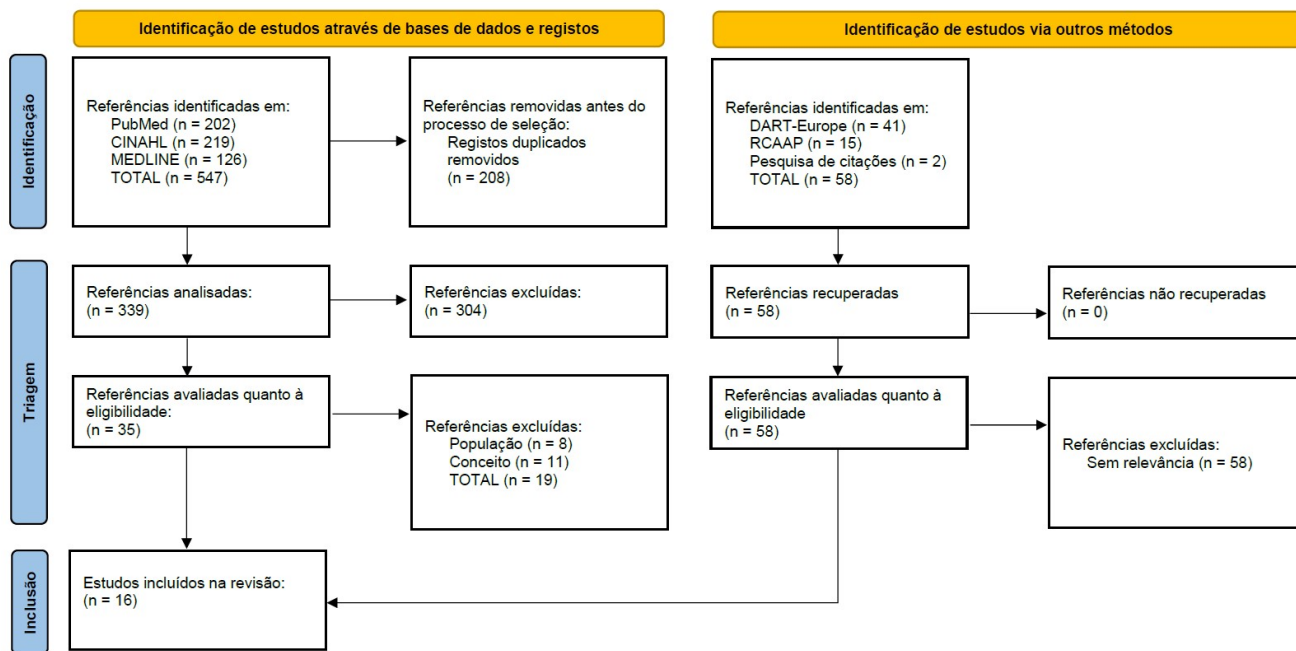 Identificação de estudos através de bases de dados e registos
Identificação de estudos via outros métodos
Identificação
Referências identificadas em:
PubMed (n = 202)
CINAHL (n = 219)
MEDLINE (n = 126)
TOTAL (n = 547)
Referências removidas antes do
processo de seleção:
Registos duplicados
removidos
(n = 208)
Referências identificadas em:
DART-Europe (n = 41)
RCAAP (n = 15)
Pesquisa de citações (n = 2)
TOTAL (n = 58)
Triagem
Referências analisadas:
(n = 339)
Referências excluídas:
(n = 304)
Referências recuperadas
(n = 58)
Referências não recuperadas
(n = 0)
Referências avaliadas quanto à
eligibilidade:
(n = 35)
Referências excluídas:
População (n = 8)
Conceito (n = 11)
TOTAL (n = 19)
Referências avaliadas quanto à
eligibilidade
(n = 58)
Referências excluídas:
Sem relevância (n = 58)
Inclusão
Estudos incluídos na revisão:
(n = 16)